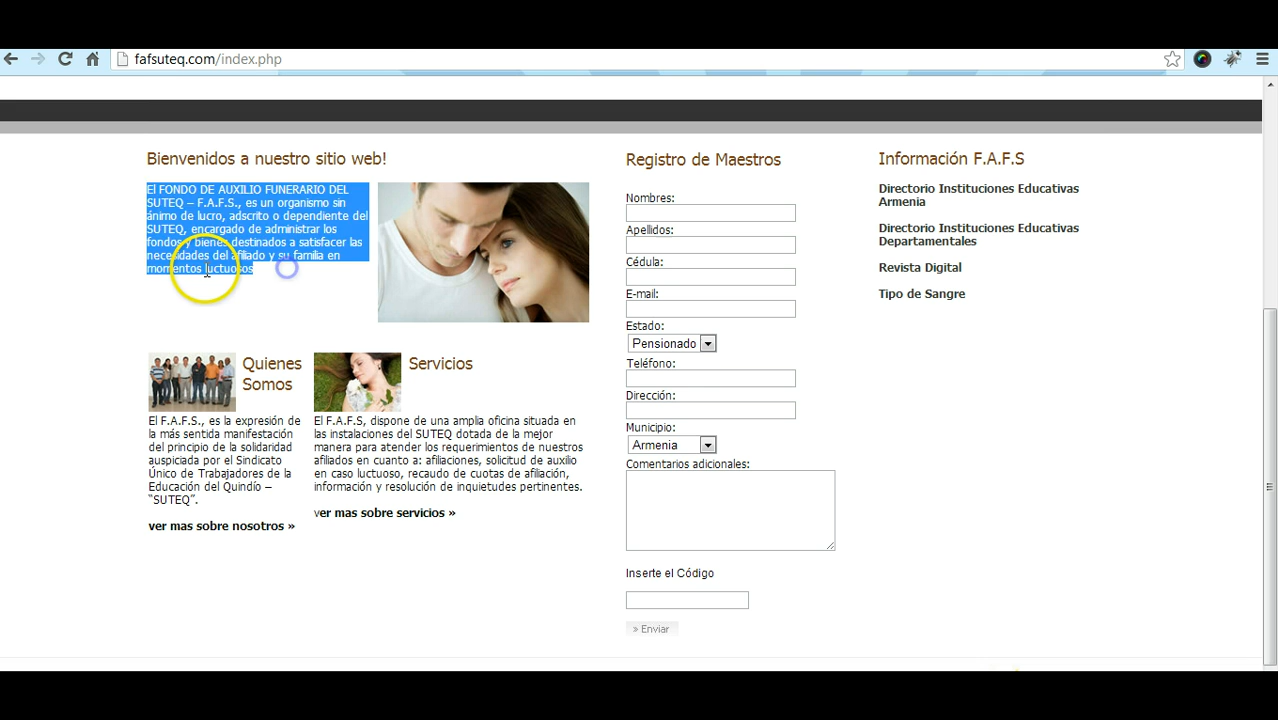 fafsuteq.com/index.php
Bienvenidos a nuestro sitio web!
El FONDO DE AUXILIO FUNERARIO DEL
SUTEQ – F.A.F.S., es un organismo sin
ánimo de lucro, adscrito o dependiente del
SUTEQ, encargado de administrar los
fondos y bienes destinados a satisfacer las
necesidades del afiliado y su familia en
momentos luctuosos
Quienes
Somos
El F.A.F.S., es la expresión de
la más sentida manifestación
del principio de la solidaridad
auspiciada por el Sindicato
Único de Trabajadores de la
Educación del Quindío –
“SUTEQ”.
ver mas sobre nosotros »
Servicios
El F.A.F.S, dispone de una amplia oficina situada en
las instalaciones del SUTEQ dotada de la mejor
manera para atender los requerimientos de nuestros
afiliados en cuanto a: afiliaciones, solicitud de auxilio
en caso luctuoso, recaudo de cuotas de afiliación,
información y resolución de inquietudes pertinentes.
ver mas sobre servicios »
Registro de Maestros
Nombres:
Apellidos:
Cédula:
E-mail:
Estado:
Pensionado
Teléfono:
Dirección:
Municipio:
Armenia
Comentarios adicionales:
Inserte el Código
» Enviar
Información F.A.F.S
Directorio Instituciones Educativas
Armenia
Directorio Instituciones Educativas
Departamentales
Revista Digital
Tipo de Sangre